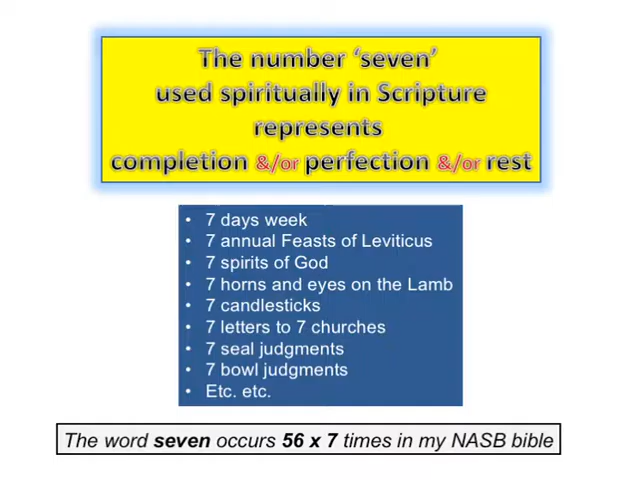 The number ‘seven’
used spiritually in Scripture
represents
completion &/or perfection &/or rest
• 7 days week
• 7 annual Feasts of Leviticus
• 7 spirits of God
• 7 horns and eyes on the Lamb
• 7 candlesticks
• 7 letters to 7 churches
• 7 seal judgments
• 7 bowl judgments
• Etc. etc.
The word seven occurs 56 x 7 times in my NASB bible